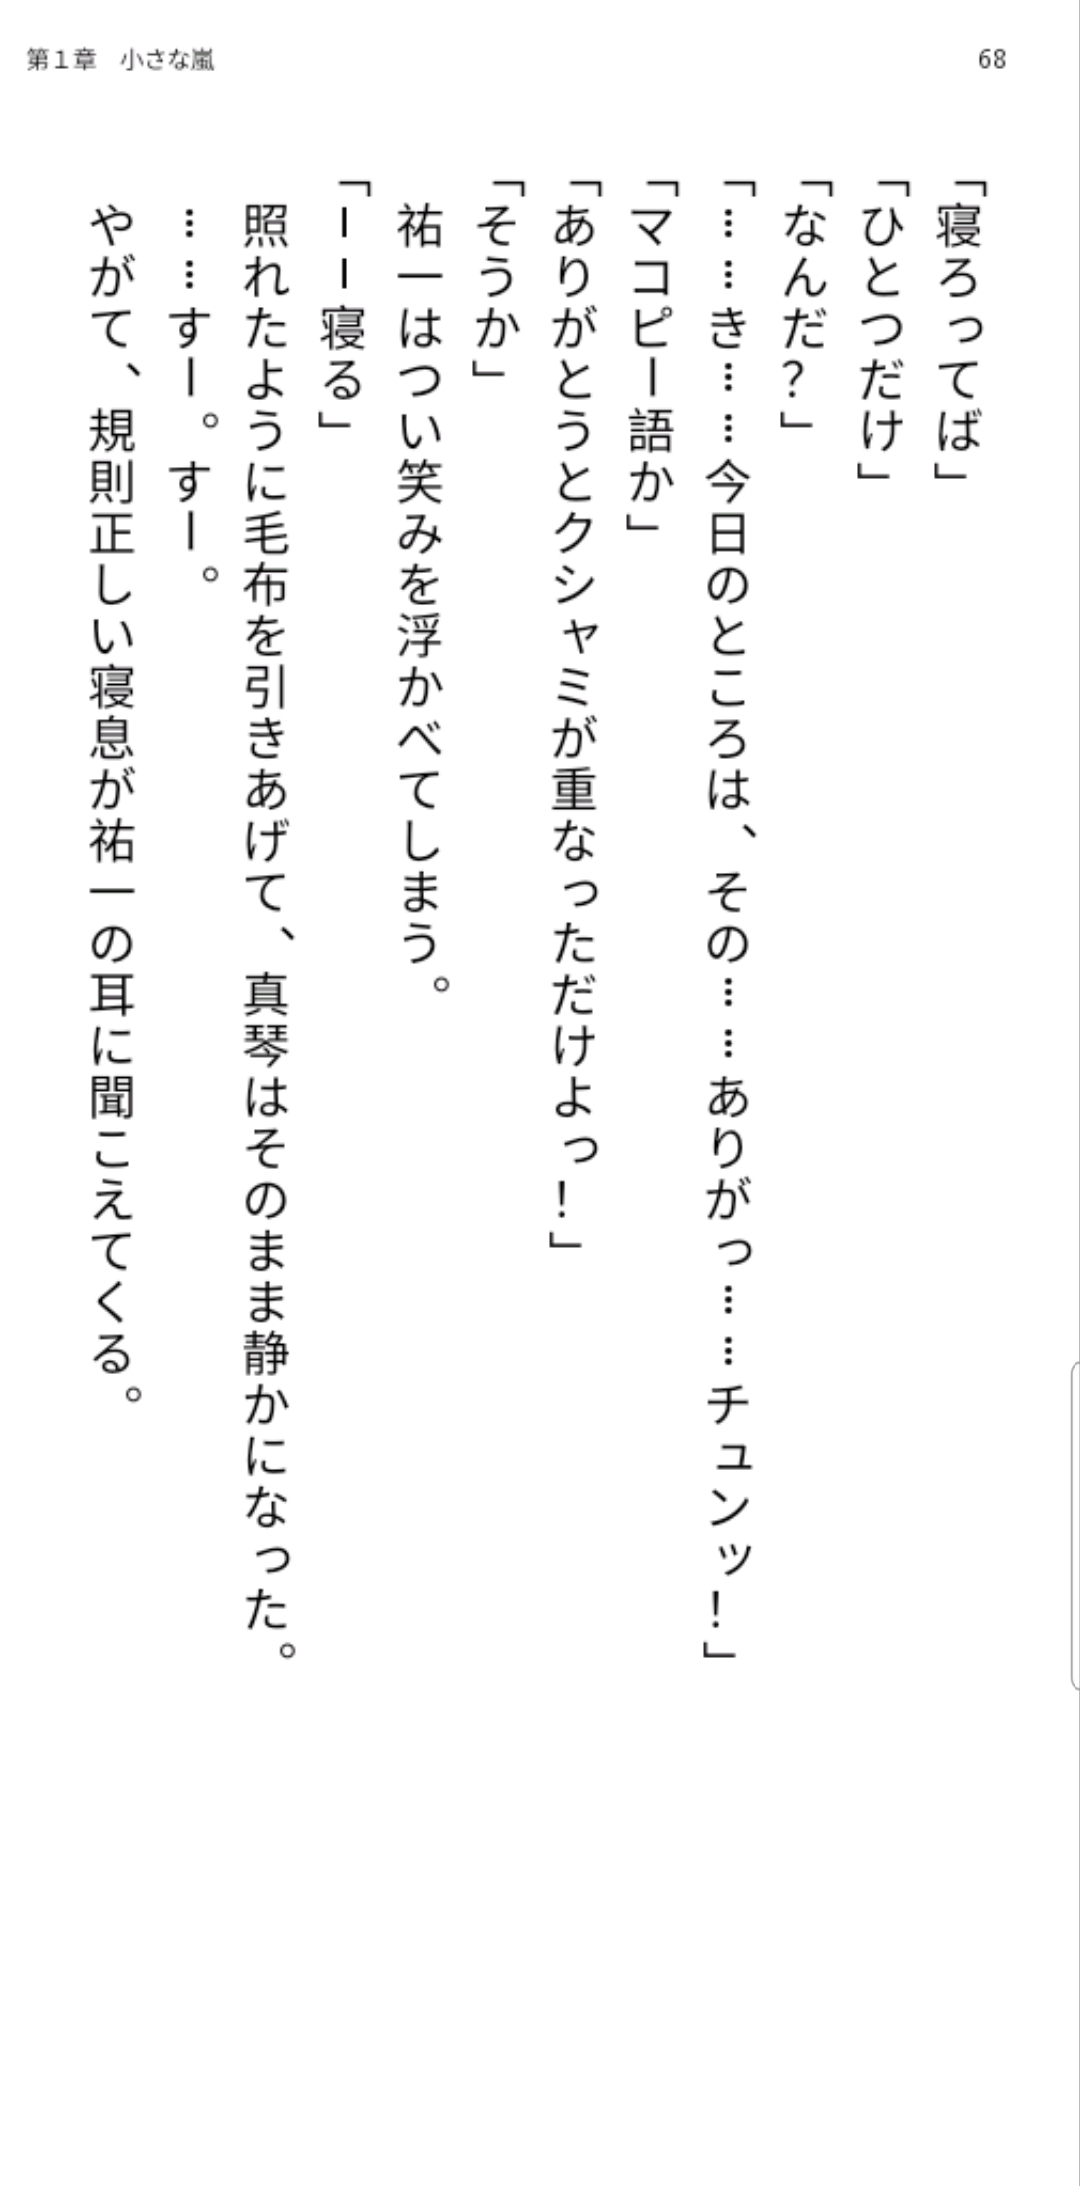 第１章　小さな嵐
68
「寝ろってば」
「ひとつだけ」
「なんだ？」
「……き……今日のところは、その……ありがっ……チュンッ！」
「マコピー語か」
「ありがとうとクシャミが重なっただけよっ！」
「そうか」
　祐一はつい笑みを浮かべてしまう。
「――寝る」
　照れたように毛布を引きあげて、真琴はそのまま静かになった。
　……すー。すー。
　やがて、規則正しい寝息が祐一の耳に聞こえてくる。